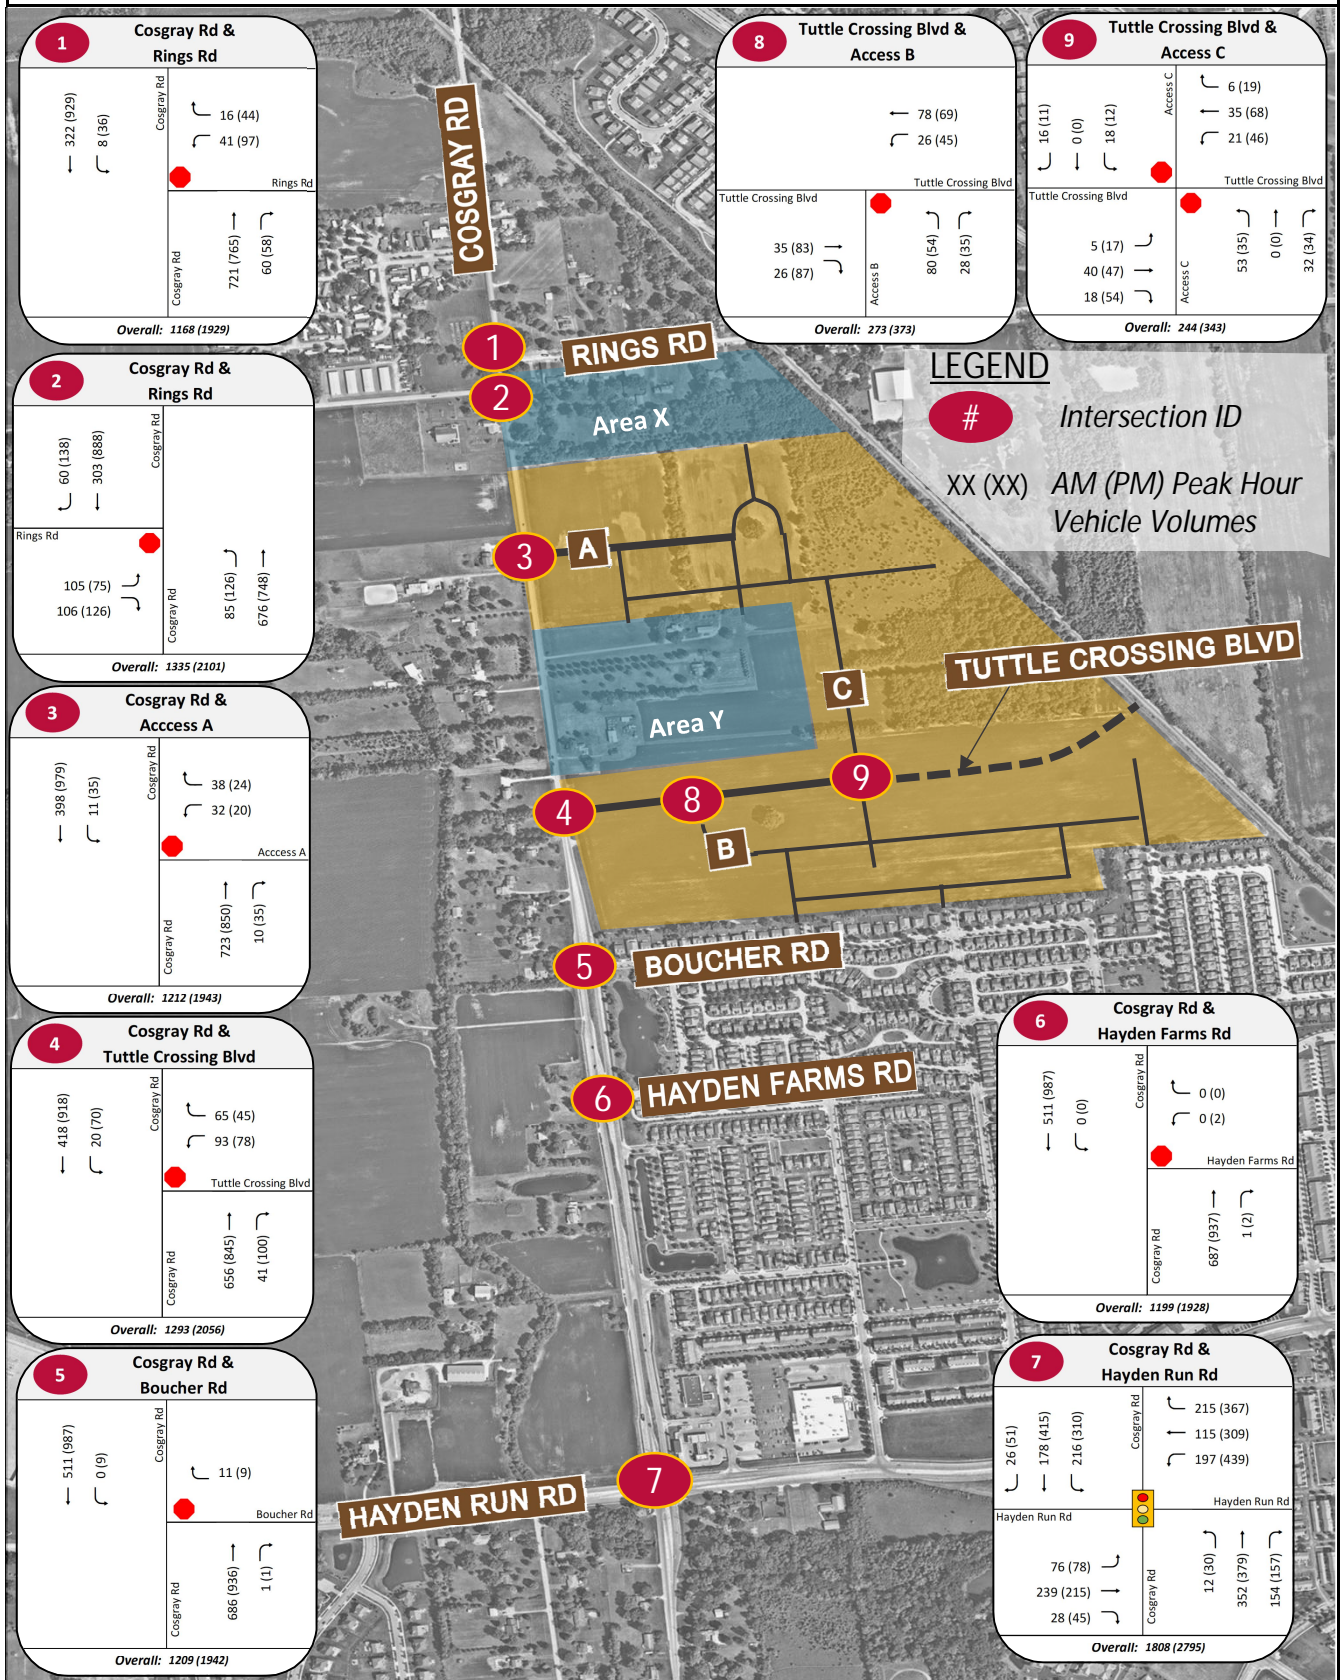 1
Cosgray Rd &
Rings Rd
322 (929)
8 (36)
Cosgray Rd
16 (44)
41 (97)
Rings Rd
Cosgray Rd
721 (765)
60 (58)
Overall: 1168 (1929)
2
Cosgray Rd &
Rings Rd
60 (138)
303 (888)
Cosgray Rd
Rings Rd
105 (75)
106 (126)
Cosgray Rd
85 (126)
676 (748)
Overall: 1335 (2101)
3
Cosgray Rd &
Acccess A
398 (979)
11 (35)
Cosgray Rd
38 (24)
32 (20)
Acccess A
Cosgray Rd
723 (850)
10 (35)
Overall: 1212 (1943)
4
Cosgray Rd &
Tuttle Crossing Blvd
418 (918)
20 (70)
Cosgray Rd
65 (45)
93 (78)
Tuttle Crossing Blvd
Cosgray Rd
656 (845)
41 (100)
Overall: 1293 (2056)
5
Cosgray Rd &
Boucher Rd
511 (987)
0 (9)
Cosgray Rd
11 (9)
Boucher Rd
Cosgray Rd
686 (936)
1 (1)
Overall: 1209 (1942)
8
Tuttle Crossing Blvd &
Access B
78 (69)
26 (45)
Tuttle Crossing Blvd
Tuttle Crossing Blvd
35 (83)
26 (87)
Access B
80 (54)
28 (35)
Overall: 273 (373)
9
Tuttle Crossing Blvd &
Access C
16 (11)
0 (0)
18 (12)
Access C
6 (19)
35 (68)
21 (46)
Tuttle Crossing Blvd
Tuttle Crossing Blvd
5 (17)
40 (47)
18 (54)
Access C
53 (35)
0 (0)
32 (34)
Overall: 244 (343)
LEGEND
# Intersection ID
XX (XX) AM (PM) Peak Hour
Vehicle Volumes
COSGRAY RD
1
RINGS RD
2
Area X
3
A
C
TUTTLE CROSSING BLVD
Area Y
9
8
4
B
5
BOUCHER RD
6
HAYDEN FARMS RD
7
HAYDEN RUN RD
6
Cosgray Rd &
Hayden Farms Rd
511 (987)
0 (0)
Cosgray Rd
0 (0)
0 (2)
Hayden Farms Rd
Cosgray Rd
687 (937)
1 (2)
Overall: 1199 (1928)
7
Cosgray Rd &
Hayden Run Rd
26 (51)
178 (415)
216 (310)
Cosgray Rd
215 (367)
115 (309)
197 (439)
Hayden Run Rd
Hayden Run Rd
76 (78)
239 (215)
28 (45)
Cosgray Rd
12 (30)
352 (379)
154 (157)
Overall: 1808 (2795)